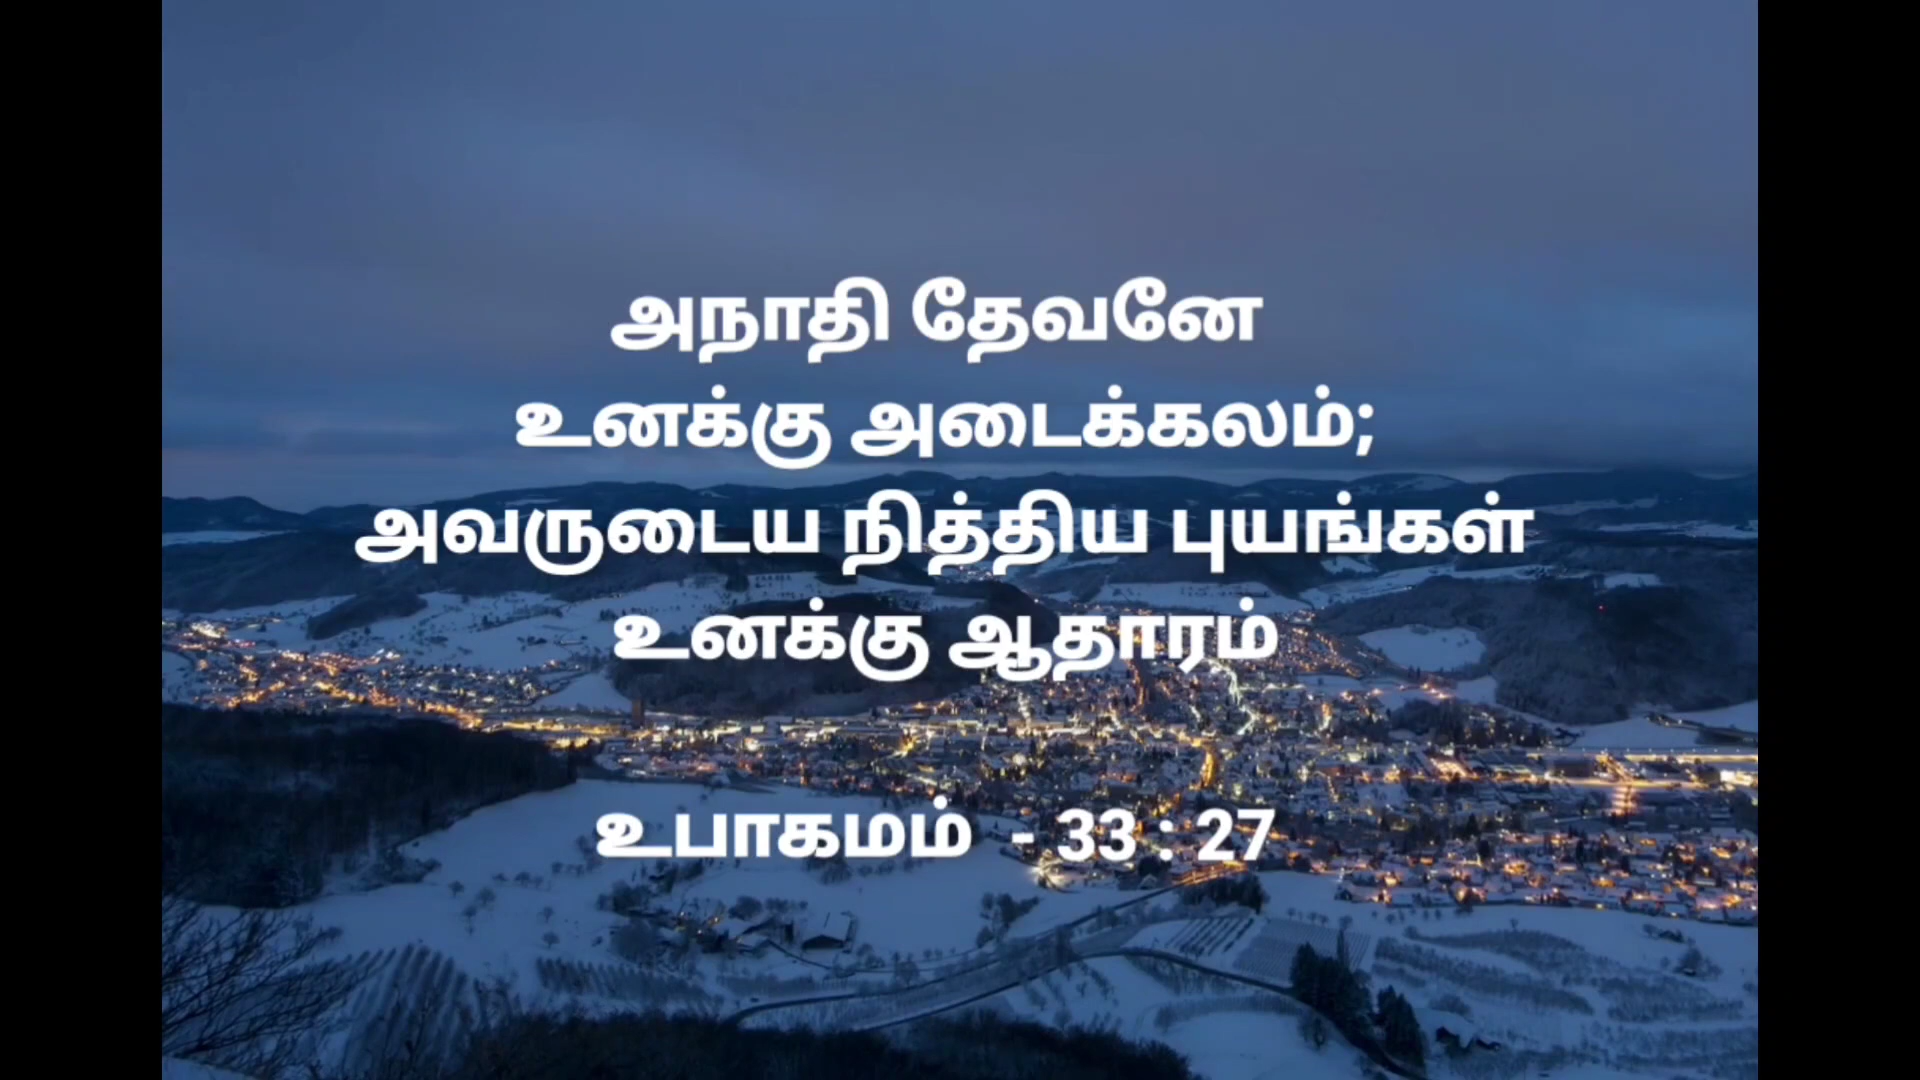 அநாதி தேவனே
உனக்கு அடைக்கலம்;
அவருடைய நித்திய புயங்கள்
உனக்கு ஆதாரம்
உபாகமம் - 33 : 27